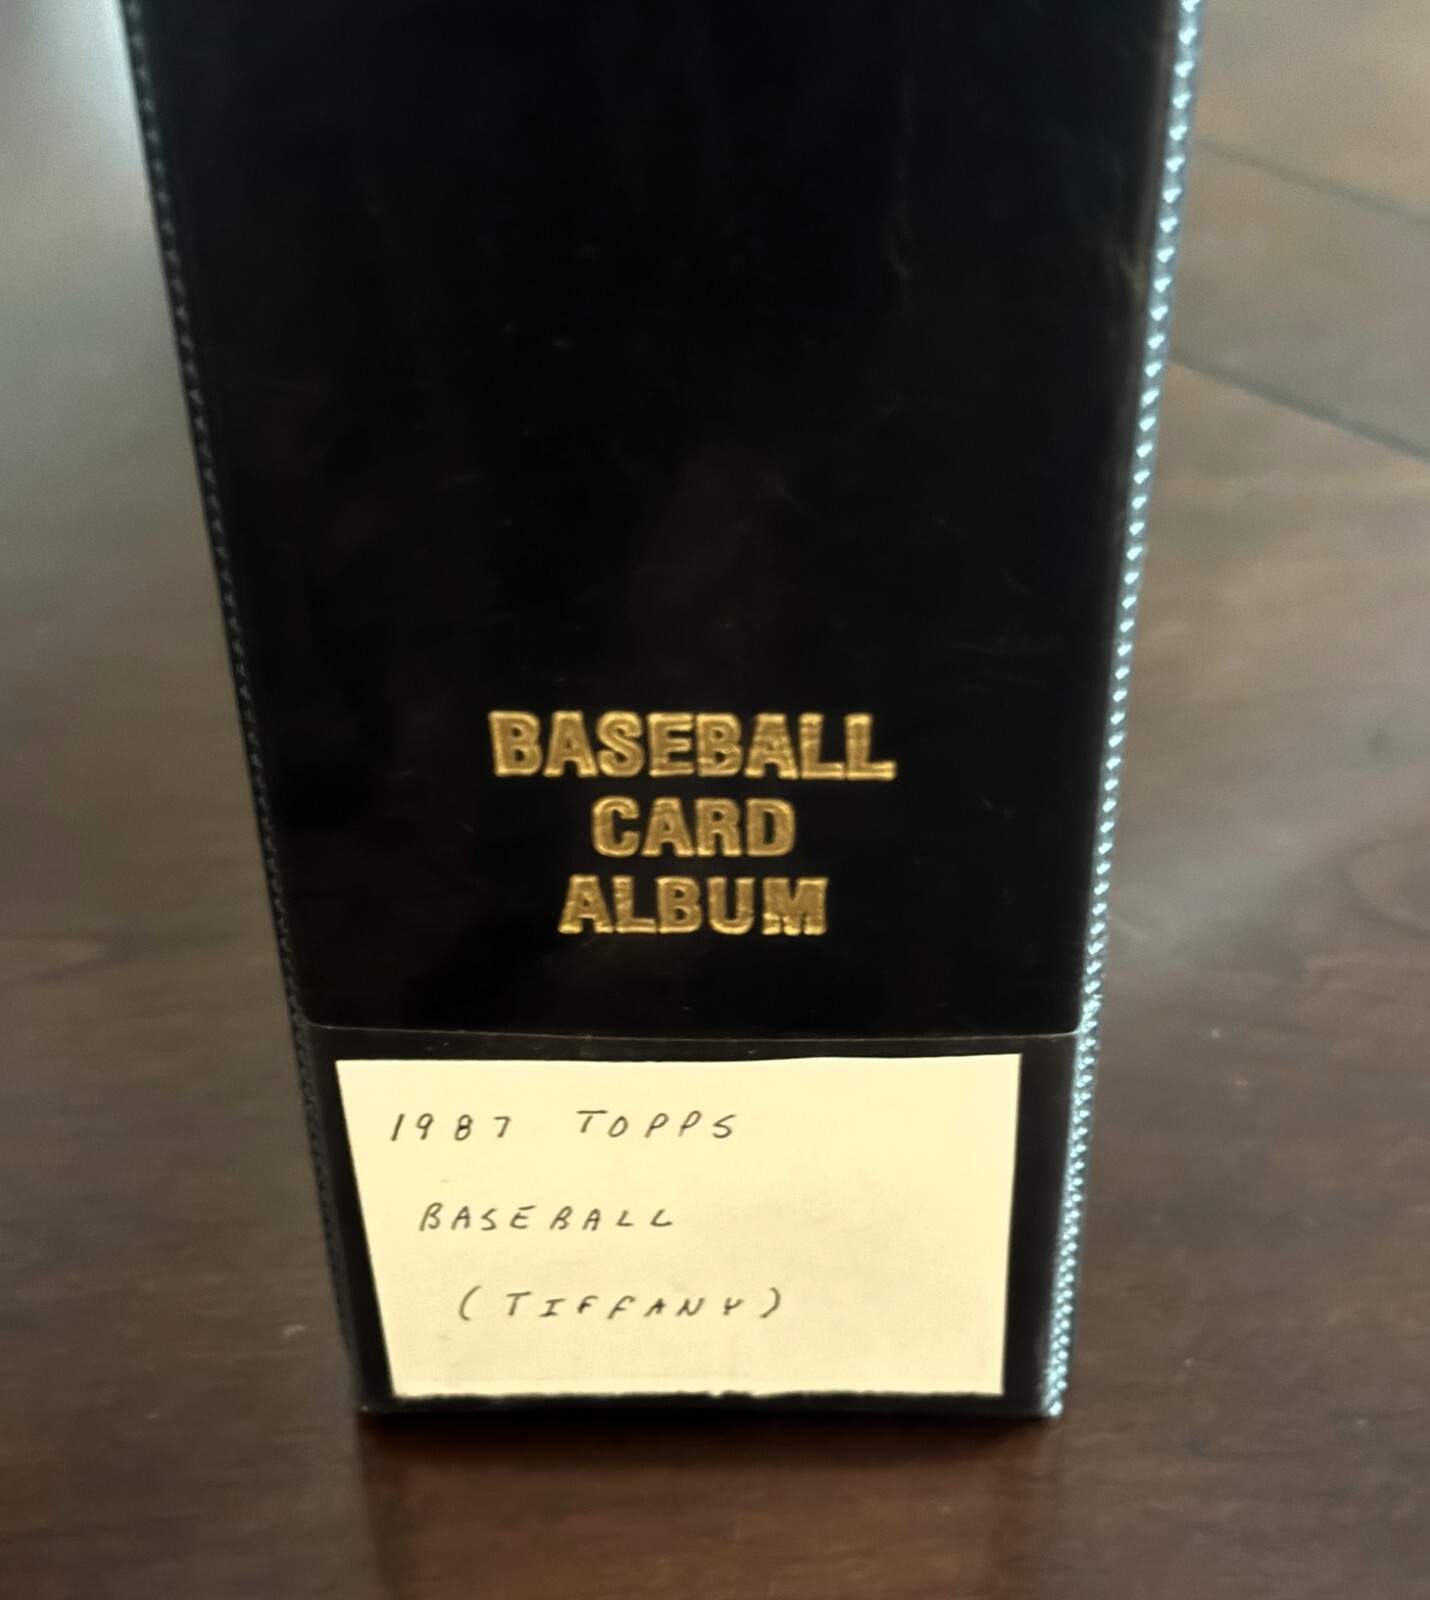 BASEBALL
CARD
ALBUM
1987 TOPPS
BASEBALL
(TIFFANY)